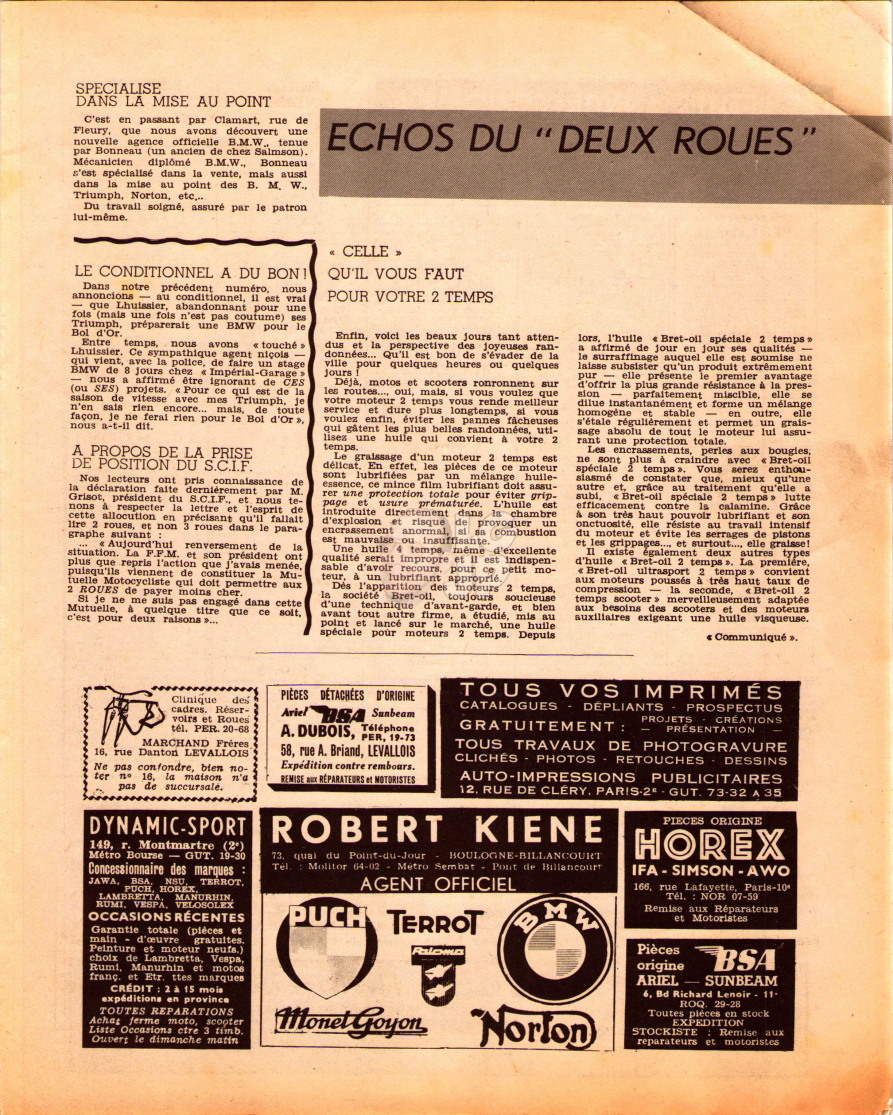 SPECIALISE
DANS LA MISE AU POINT
C'est en passant par Clamart, rue de
Fleury, que nous avons découvert une
nouvelle agence officielle B.M.W., tenue
par Bonneau (un ancien de chez Salmson).
Mécanicien diplômé B.M.W., Bonneau
s'est spécialisé dans la vente, mais aussi
dans la mise au point des B. M. W.,
Triumph, Norton, etc...
Du travail soigné, assuré par le patron
lui-même.
ECHOS DU "DEUX ROUES"
LE CONDITIONNEL A DU BON !
Dans notre précédent numéro, nous
annoncions — au conditionnel, il est vrai
— que Lhuissier, abandonnant pour une
fois (mais une fois n'est pas coutume) ses
Triumph, préparerait une BMW pour le
Bol d'Or.
Entre temps, nous avons « touché »
Lhuissier. Ce sympathique agent niçois —
qui vient, avec la police, de faire un stage
BMW de 8 jours chez « Impérial-Garage »
— nous a affirmé être ignorant de CES
(ou SES) projets. « Pour ce qui est de la
saison de vitesse avec mes Triumph, je
n'en sais rien encore... mais, de toute
façon, je ne ferai rien pour le Bol d'Or »,
nous a-t-il dit.
A PROPOS DE LA PRISE
DE POSITION DU S.C.I.F.
Nos lecteurs ont pris connaissance de
la déclaration faite dernièrement par M.
Grisot, président du S.C.I.F., et nous te-
nons à respecter la lettre et l'esprit de
cette allocution en précisant qu'il fallait
lire 2 roues, et non 3 roues dans le para-
graphe suivant :
... « Aujourd'hui renversement de la
situation. La F.F.M. et son président ont
plus que repris l'action que j'avais menée,
puisqu'ils viennent de constituer la Mu-
tuelle Motocycliste qui doit permettre aux
2 ROUES de payer moins cher.
Si je ne me suis pas engagé dans cette
Mutuelle, à quelque titre que ce soit,
c'est pour deux raisons »...
« CELLE »
QU'IL VOUS FAUT
POUR VOTRE 2 TEMPS
Enfin, voici les beaux jours tant atten-
dus et la perspective des joyeuses ran-
données... Qu'il est bon de s'évader de la
ville pour quelques heures ou quelques
jours !
Déjà, motos et scooters ronronnent sur
les routes..., oui, mais, si vous voulez que
votre moteur 2 temps vous rende meilleur
service et dure plus longtemps, si vous
voulez enfin, éviter les pannes fâcheuses
qui gâtent les plus belles randonnées, uti-
lisez une huile qui convient à votre 2
temps.
Le graissage d'un moteur 2 temps est
délicat. En effet, les pièces de ce moteur
sont lubrifiées par un mélange huile-
essence, ce mince film lubrifiant doit assu-
rer une protection totale pour éviter grip-
page et usure prématurée. L'huile est
introduite directement dans la chambre
d'explosion et risque de provoquer un
encrassement anormal, si sa combustion
est mauvaise ou insuffisante.
Une huile 4 temps, même d'excellente
qualité serait impropre et il est indispen-
sable d'avoir recours, pour ce petit mo-
teur, à un lubrifiant approprié.
Dès l'apparition des moteurs 2 temps,
la société Bret-oil, toujours soucieuse
d'une technique d'avant-garde, et bien
avant tout autre firme, a étudié, mis au
point et lancé sur le marché, une huile
spéciale pour moteurs 2 temps. Depuis
lors, l'huile « Bret-oil spéciale 2 temps »
a affirmé de jour en jour ses qualités —
le surraffinage auquel elle est soumise ne
laisse subsister qu'un produit extrêmement
pur — elle présente le premier avantage
d'offrir la plus grande résistance à la pres-
sion — parfaitement miscible, elle se
dilue instantanément et forme un mélange
homogène et stable — en outre, elle
s'étale régulièrement et permet un grais-
sage absolu de tout le moteur lui assu-
rant une protection totale.
Les encrassements, perles aux bougies,
ne sont plus à craindre avec « Bret-oil
spéciale 2 temps ». Vous serez enthou-
siasmé de constater que, mieux qu'une
autre et, grâce au traitement qu'elle a
subi, « Bret-oil spéciale 2 temps » lutte
efficacement contre la calamine. Grâce
à son très haut pouvoir lubrifiant et son
onctuosité, elle résiste au travail intensif
du moteur et évite les serrages de pistons
et les grippages..., et surtout..., elle graisse!
Il existe également deux autres types
d'huile « Bret-oil 2 temps ». La première,
« Bret-oil ultrasport 2 temps » convient
aux moteurs poussés à très haut taux de
compression — la seconde, « Bret-oil 2
temps scooter » merveilleusement adaptée
aux besoins des scooters et des moteurs
auxiliaires exigeant une huile visqueuse.
« Communiqué ».
Clinique des
cadres. Réser-
voirs et Roues
tél. PER. 20-68
MARCHAND Frères
16, rue Danton LEVALLOIS
Ne pas confondre, bien no-
ter n° 16, la maison n'a
pas de succursale.
PIÈCES DÉTACHÉES D'ORIGINE
Ariel BSA Sunbeam
A. DUBOIS, Téléphone
PER, 19-73
58, rue A. Briand, LEVALLOIS
Expédition contre rembours.
REMISE aux RÉPARATEURS et MOTORISTES
TOUS VOS IMPRIMÉS
CATALOGUES - DÉPLIANTS - PROSPECTUS
GRATUITEMENT : PROJETS - CRÉATIONS
— PRÉSENTATION —
TOUS TRAVAUX DE PHOTOGRAVURE
CLICHÉS - PHOTOS - RETOUCHES - DESSINS
AUTO-IMPRESSIONS PUBLICITAIRES
12, RUE DE CLÉRY, PARIS-2e - GUT. 73-32 A 35
DYNAMIC-SPORT
149, r. Montmartre (2e)
Métro Bourse — GUT. 19-30
Concessionnaire des marques :
JAWA, BSA, NSU, TERROT,
PUCH, HOREX,
LAMBRETTA, MANURHIN,
RUMI, VESPA, VELOSOLEX
OCCASIONS RÉCENTES
Garantie totale (pièces et
main - d'œuvre gratuites.
Peinture et moteur neufs.)
choix de Lambretta, Vespa,
Rumi, Manurhin et motos
franç. et Etr. ttes marques
CRÉDIT : 2 à 15 mois
expéditions en province
TOUTES REPARATIONS
Achat ferme moto, scooter
Liste Occasions ctre 3 timb.
Ouvert le dimanche matin
ROBERT KIENE
73, quai du Point-du-Jour - BOULOGNE-BILLANCOURT
Tél. : Molitor 64-02 - Métro Sembat - Pont de Billancourt
AGENT OFFICIEL
PUCH
TERROT
BMW
Monet Goyon
Norton
PIECES ORIGINE
HOREX
IFA - SIMSON - AWO
166, rue Lafayette, Paris-10e
Tél. : NOR 07-59
Remise aux Réparateurs
et Motoristes
Pièces
origine BSA
ARIEL — SUNBEAM
6, Bd Richard Lenoir - 11e
ROQ. 29-28
Toutes pièces en stock
EXPEDITION
STOCKISTE : Remise aux
reparateurs et motoristes